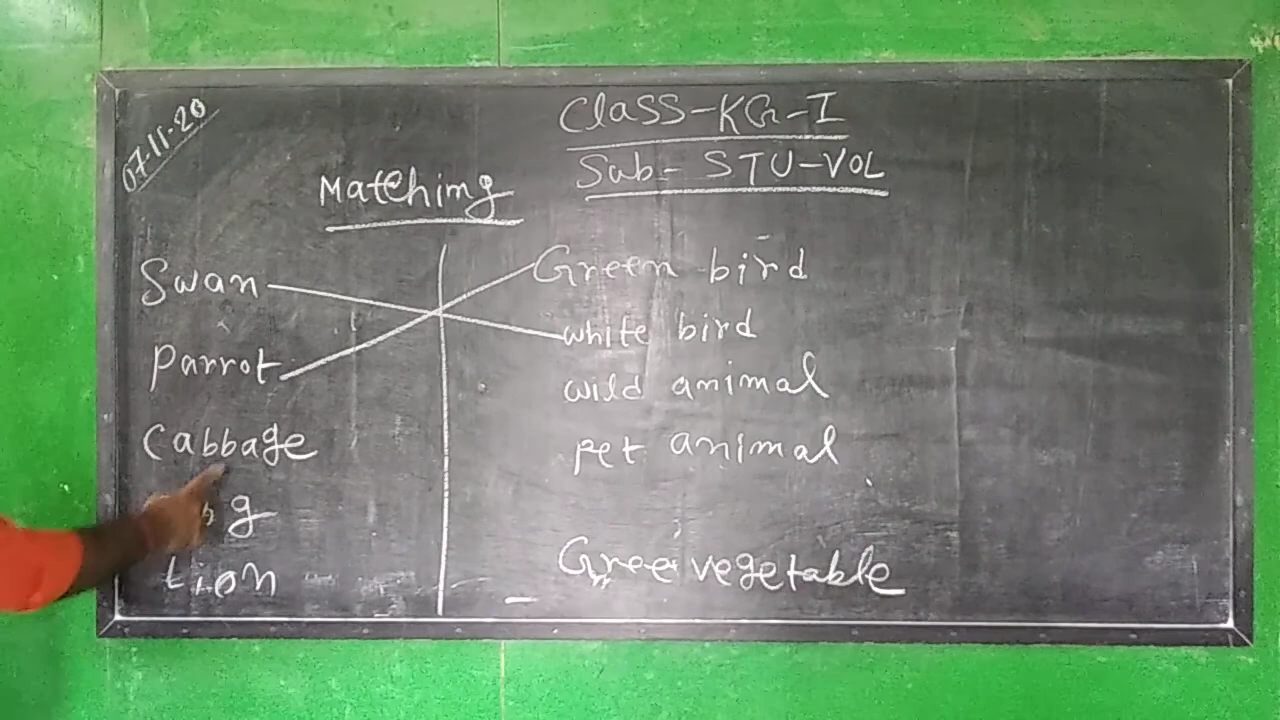 07-11-20
Class-KG-I
Sub- STU-VOL
Matching
Swan
Green bird
Parrot
white bird
wild animal
Cabbage
pet animal
Lion
Gree vegetable